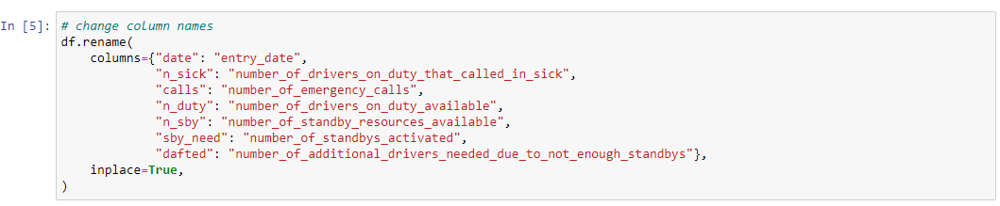 In [5]: # change column names
df.rename(
    columns={"date": "entry_date",
             "n_sick": "number_of_drivers_on_duty_that_called_in_sick",
             "calls": "number_of_emergency_calls",
             "n_duty": "number_of_drivers_on_duty_available",
             "n_sby": "number_of_standby_resources_available",
             "sby_need": "number_of_standbys_activated",
             "dafted": "number_of_additional_drivers_needed_due_to_not_enough_standbys"},
    inplace=True,
)